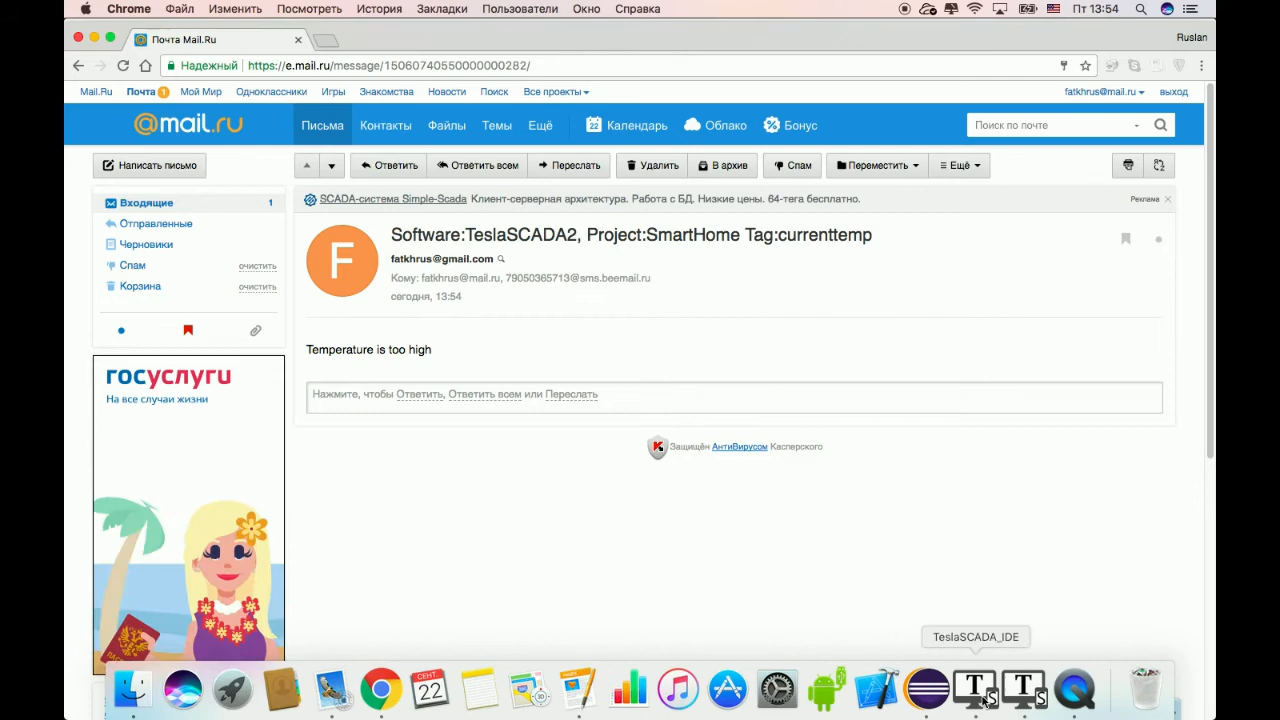 Chrome Файл Изменить Посмотреть История Закладки Пользователи Окно Справка Пт 13:54
Почта Mail.Ru
Ruslan
Надежный https://e.mail.ru/message/15060740550000000282/
Mail.Ru Почта 1 Мой Мир Одноклассники Игры Знакомства Новости Поиск Все проекты fatkhrus@mail.ru выход
@mail.ru Письма Контакты Файлы Темы Ещё 22 Календарь Облако Бонус Поиск по почте
Написать письмо Ответить Ответить всем Переслать Удалить В архив Спам Переместить Ещё
Входящие 1
Отправленные
Черновики
Спам очистить
Корзина очистить
SCADA-система Simple-Scada Клиент-серверная архитектура. Работа с БД. Низкие цены. 64-тега бесплатно. Реклама
F
Software:TeslaSCADA2, Project:SmartHome Tag:currenttemp
fatkhrus@gmail.com
Кому: fatkhrus@mail.ru, 79050365713@sms.beemail.ru
сегодня, 13:54
Temperature is too high
Нажмите, чтобы Ответить, Ответить всем или Переслать
Защищён АнтиВирусом Касперского
госуслуги
На все случаи жизни
TeslaSCADA_IDE
СЕНТ.
22
T S
T S